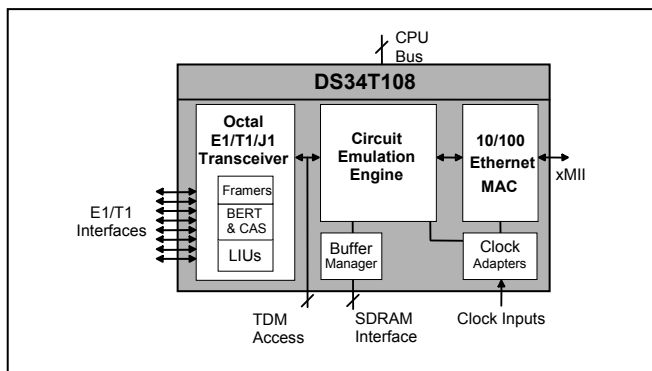 CPU
Bus
DS34T108
Octal
E1/T1/J1
Transceiver
Framers
BERT
& CAS
LIUs
Circuit
Emulation
Engine
10/100
Ethernet
MAC
xMII
E1/T1
Interfaces
Buffer
Manager
Clock
Adapters
TDM
Access
SDRAM
Interface
Clock Inputs